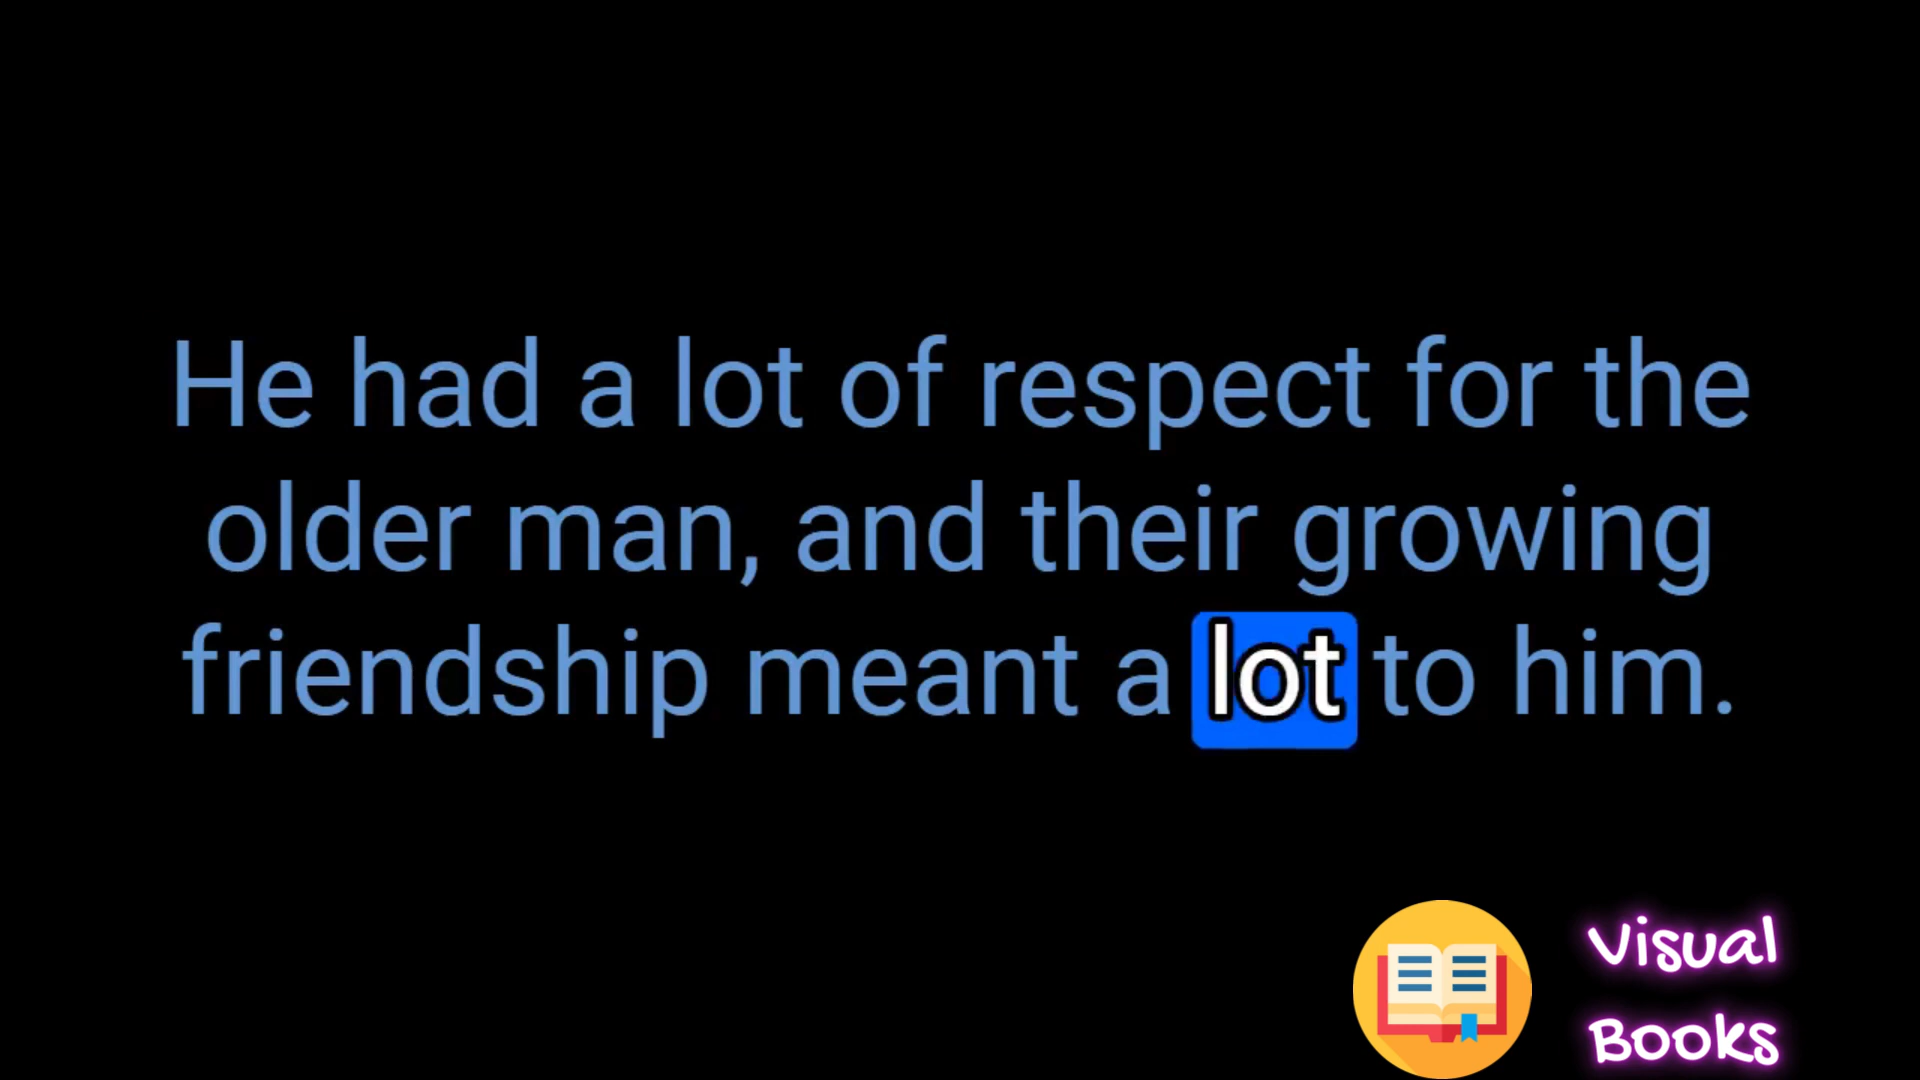 He had a lot of respect for the
older man, and their growing
friendship meant a lot to him.
Visual
Books